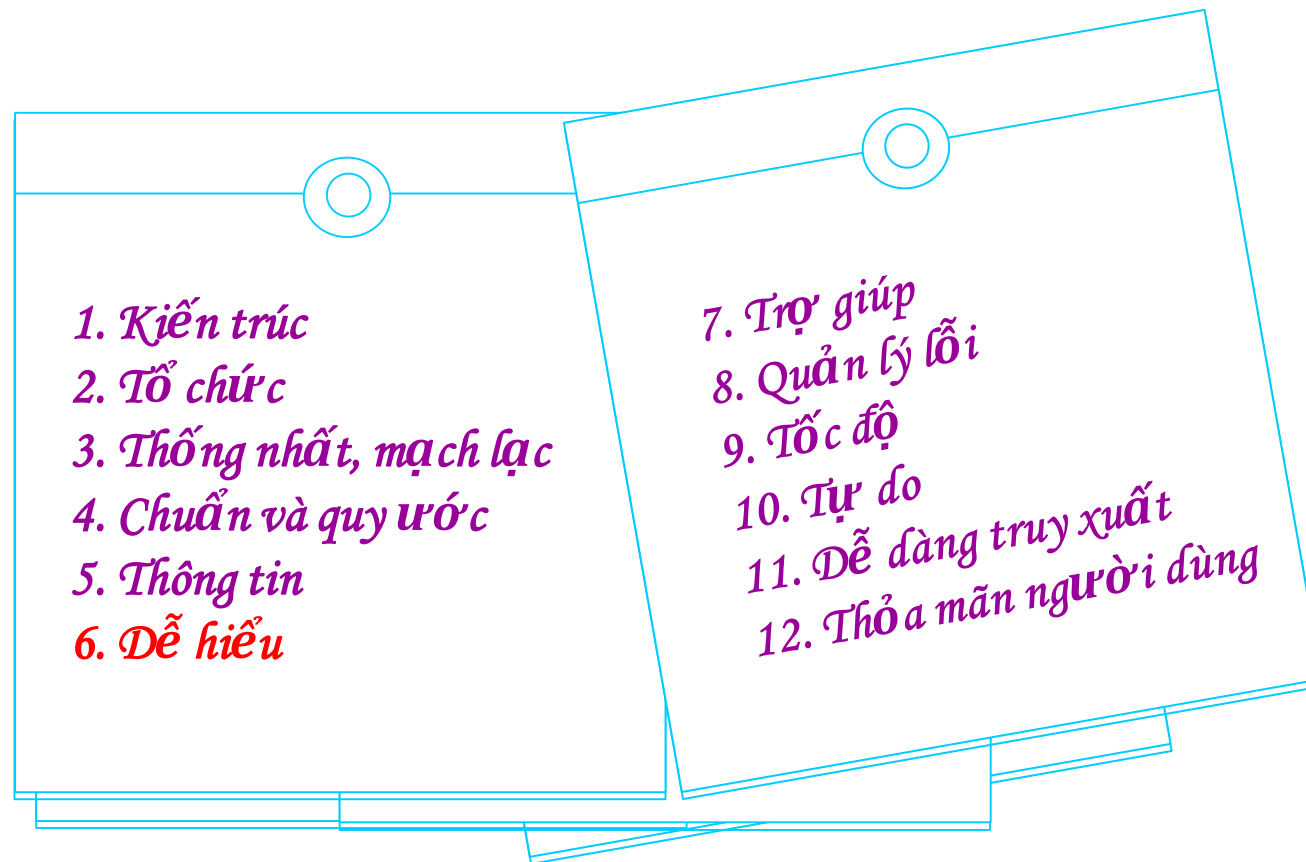 1. Kiến trúc
2. Tổ chức
3. Thống nhất, mạch lạc
4. Chuẩn và quy ước
5. Thông tin
6. Dễ hiểu
7. Trợ giúp
8. Quản lý lỗi
9. Tốc độ
10. Tự do
11. Dễ dàng truy xuất
12. Thỏa mãn người dùng